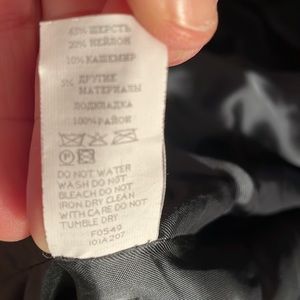 65% ШЕРСТЬ
20% НЕЙЛОН
10% КАШЕМИР
5% ДРУГИЕ
МАТЕРИАЛЫ
ПОДКЛАДКА
100% РАЙОН
P
DO NOT WATER
WASH DO NOT
BLEACH DO NOT
IRON DRY CLEAN
WITH CARE DO NOT
TUMBLE DRY
F0549
101A207